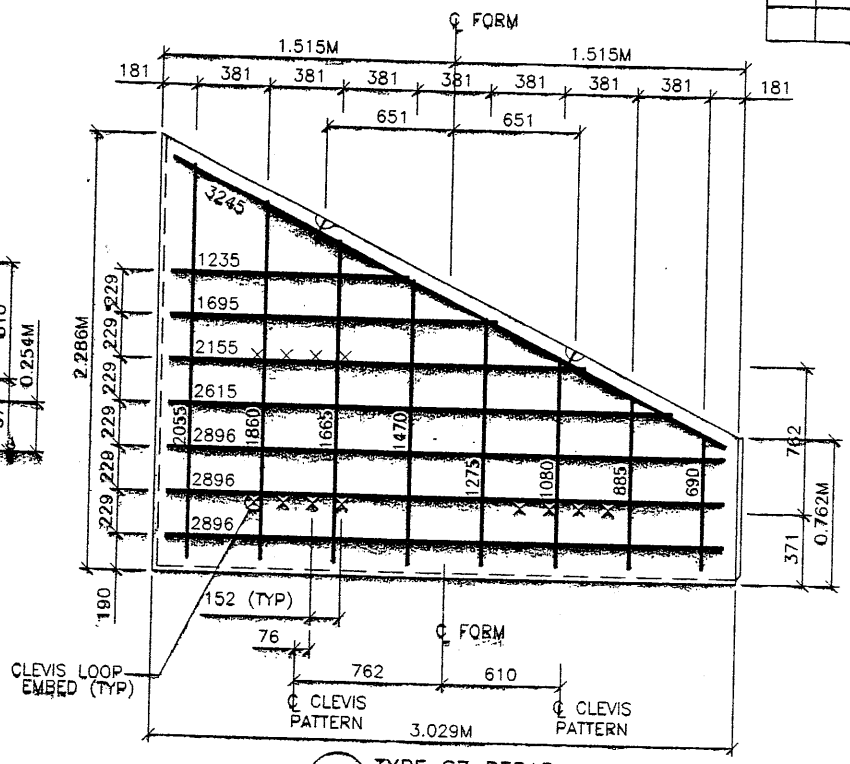 ℄ FORM
1.515M 1.515M
181 381 381 381 381 381 381 381 181
651 651
3245
1235
1695
2155
2615
2896
2896
2896
229
229
229
229
229
229
190
2.286M
0.254M
2055
1860
1665
1470
1275
1080
885
690
762
371
0.762M
152 (TYP)
76
℄ FORM
762 610
CLEVIS LOOP
EMBED (TYP)
℄ CLEVIS
PATTERN
℄ CLEVIS
PATTERN
3.029M